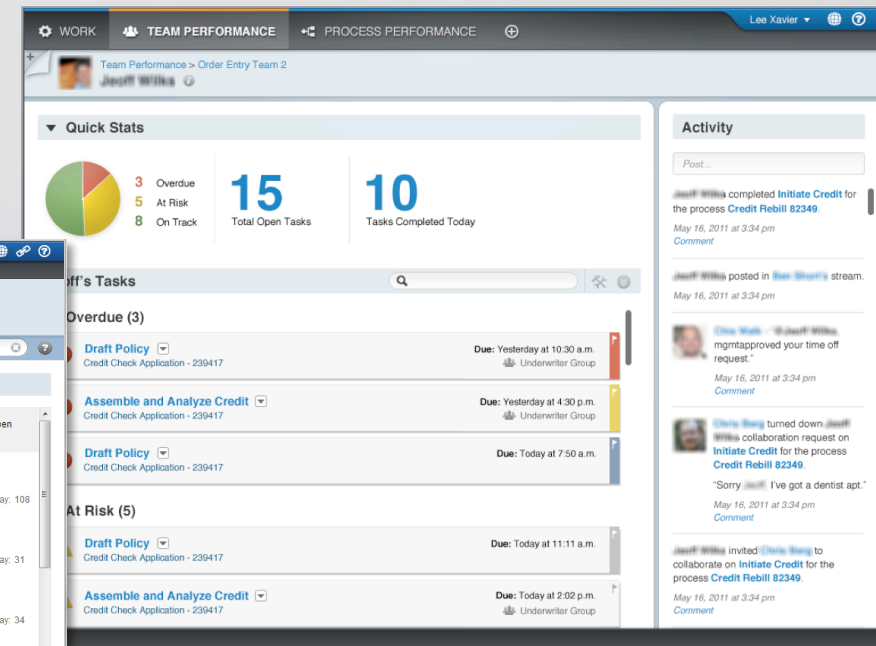 Lee Xavier
WORK
TEAM PERFORMANCE
PROCESS PERFORMANCE
Team Performance > Order Entry Team 2
Quick Stats
3 Overdue
5 At Risk
8 On Track
15
Total Open Tasks
10
Tasks Completed Today
Tasks
Overdue (3)
Draft Policy
Due: Yesterday at 10:30 a.m.
Credit Check Application - 239417
Underwriter Group
Assemble and Analyze Credit
Due: Yesterday at 4:30 p.m.
Credit Check Application - 239417
Underwriter Group
Draft Policy
Due: Today at 7:50 a.m.
Credit Check Application - 239417
At Risk (5)
Draft Policy
Due: Today at 11:11 a.m.
Credit Check Application - 239417
Assemble and Analyze Credit
Due: Today at 2:02 p.m.
Credit Check Application - 239417
Underwriter Group
Activity
Post...
completed Initiate Credit for
the process Credit Rebill 82349.
May 16, 2011 at 3:34 pm
Comment
posted in stream.
May 16, 2011 at 3:34 pm
mgmtapproved your time off
request."
May 16, 2011 at 3:34 pm
Comment
turned down
collaboration request on
Initiate Credit for the process
Credit Rebill 82349.
"Sorry I've got a dentist apt."
May 16, 2011 at 3:34 pm
Comment
invited to
collaborate on Initiate Credit for the
process Credit Rebill 82349.
May 16, 2011 at 3:34 pm
Comment
108
31
34